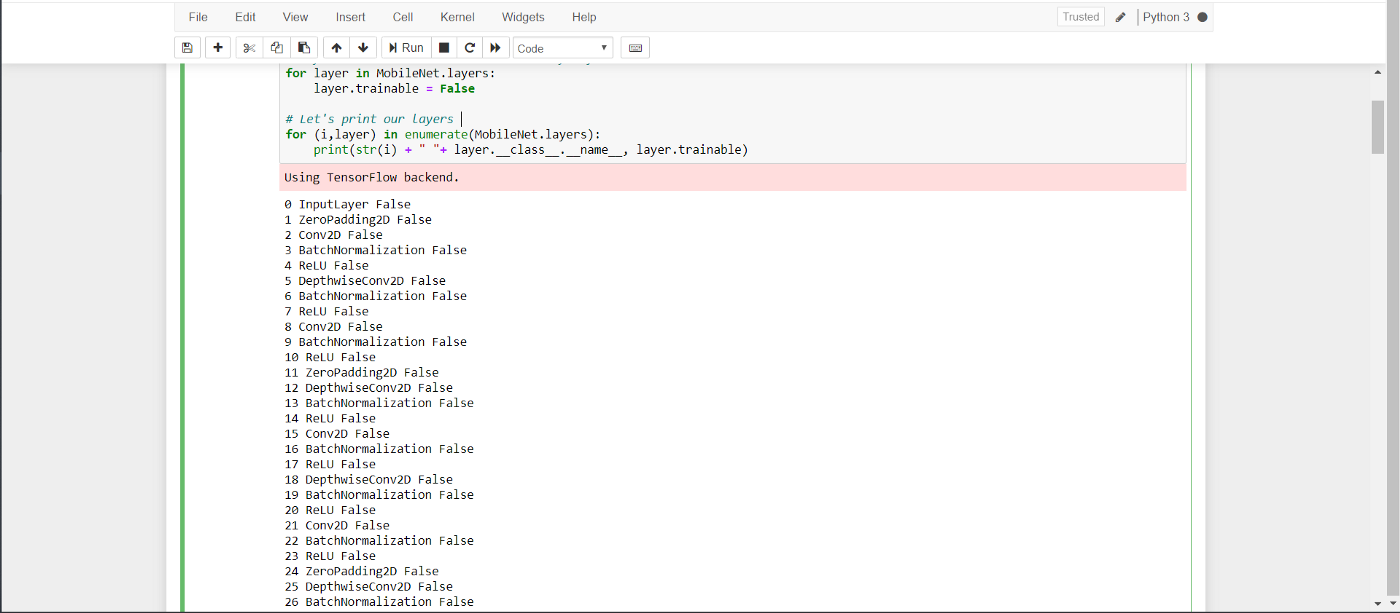 File Edit View Insert Cell Kernel Widgets Help Trusted Python 3
Run Code
for layer in MobileNet.layers:
    layer.trainable = False
# Let's print our layers
for (i,layer) in enumerate(MobileNet.layers):
    print(str(i) + " "+ layer.__class__.__name__, layer.trainable)
Using TensorFlow backend.
0 InputLayer False
1 ZeroPadding2D False
2 Conv2D False
3 BatchNormalization False
4 ReLU False
5 DepthwiseConv2D False
6 BatchNormalization False
7 ReLU False
8 Conv2D False
9 BatchNormalization False
10 ReLU False
11 ZeroPadding2D False
12 DepthwiseConv2D False
13 BatchNormalization False
14 ReLU False
15 Conv2D False
16 BatchNormalization False
17 ReLU False
18 DepthwiseConv2D False
19 BatchNormalization False
20 ReLU False
21 Conv2D False
22 BatchNormalization False
23 ReLU False
24 ZeroPadding2D False
25 DepthwiseConv2D False
26 BatchNormalization False